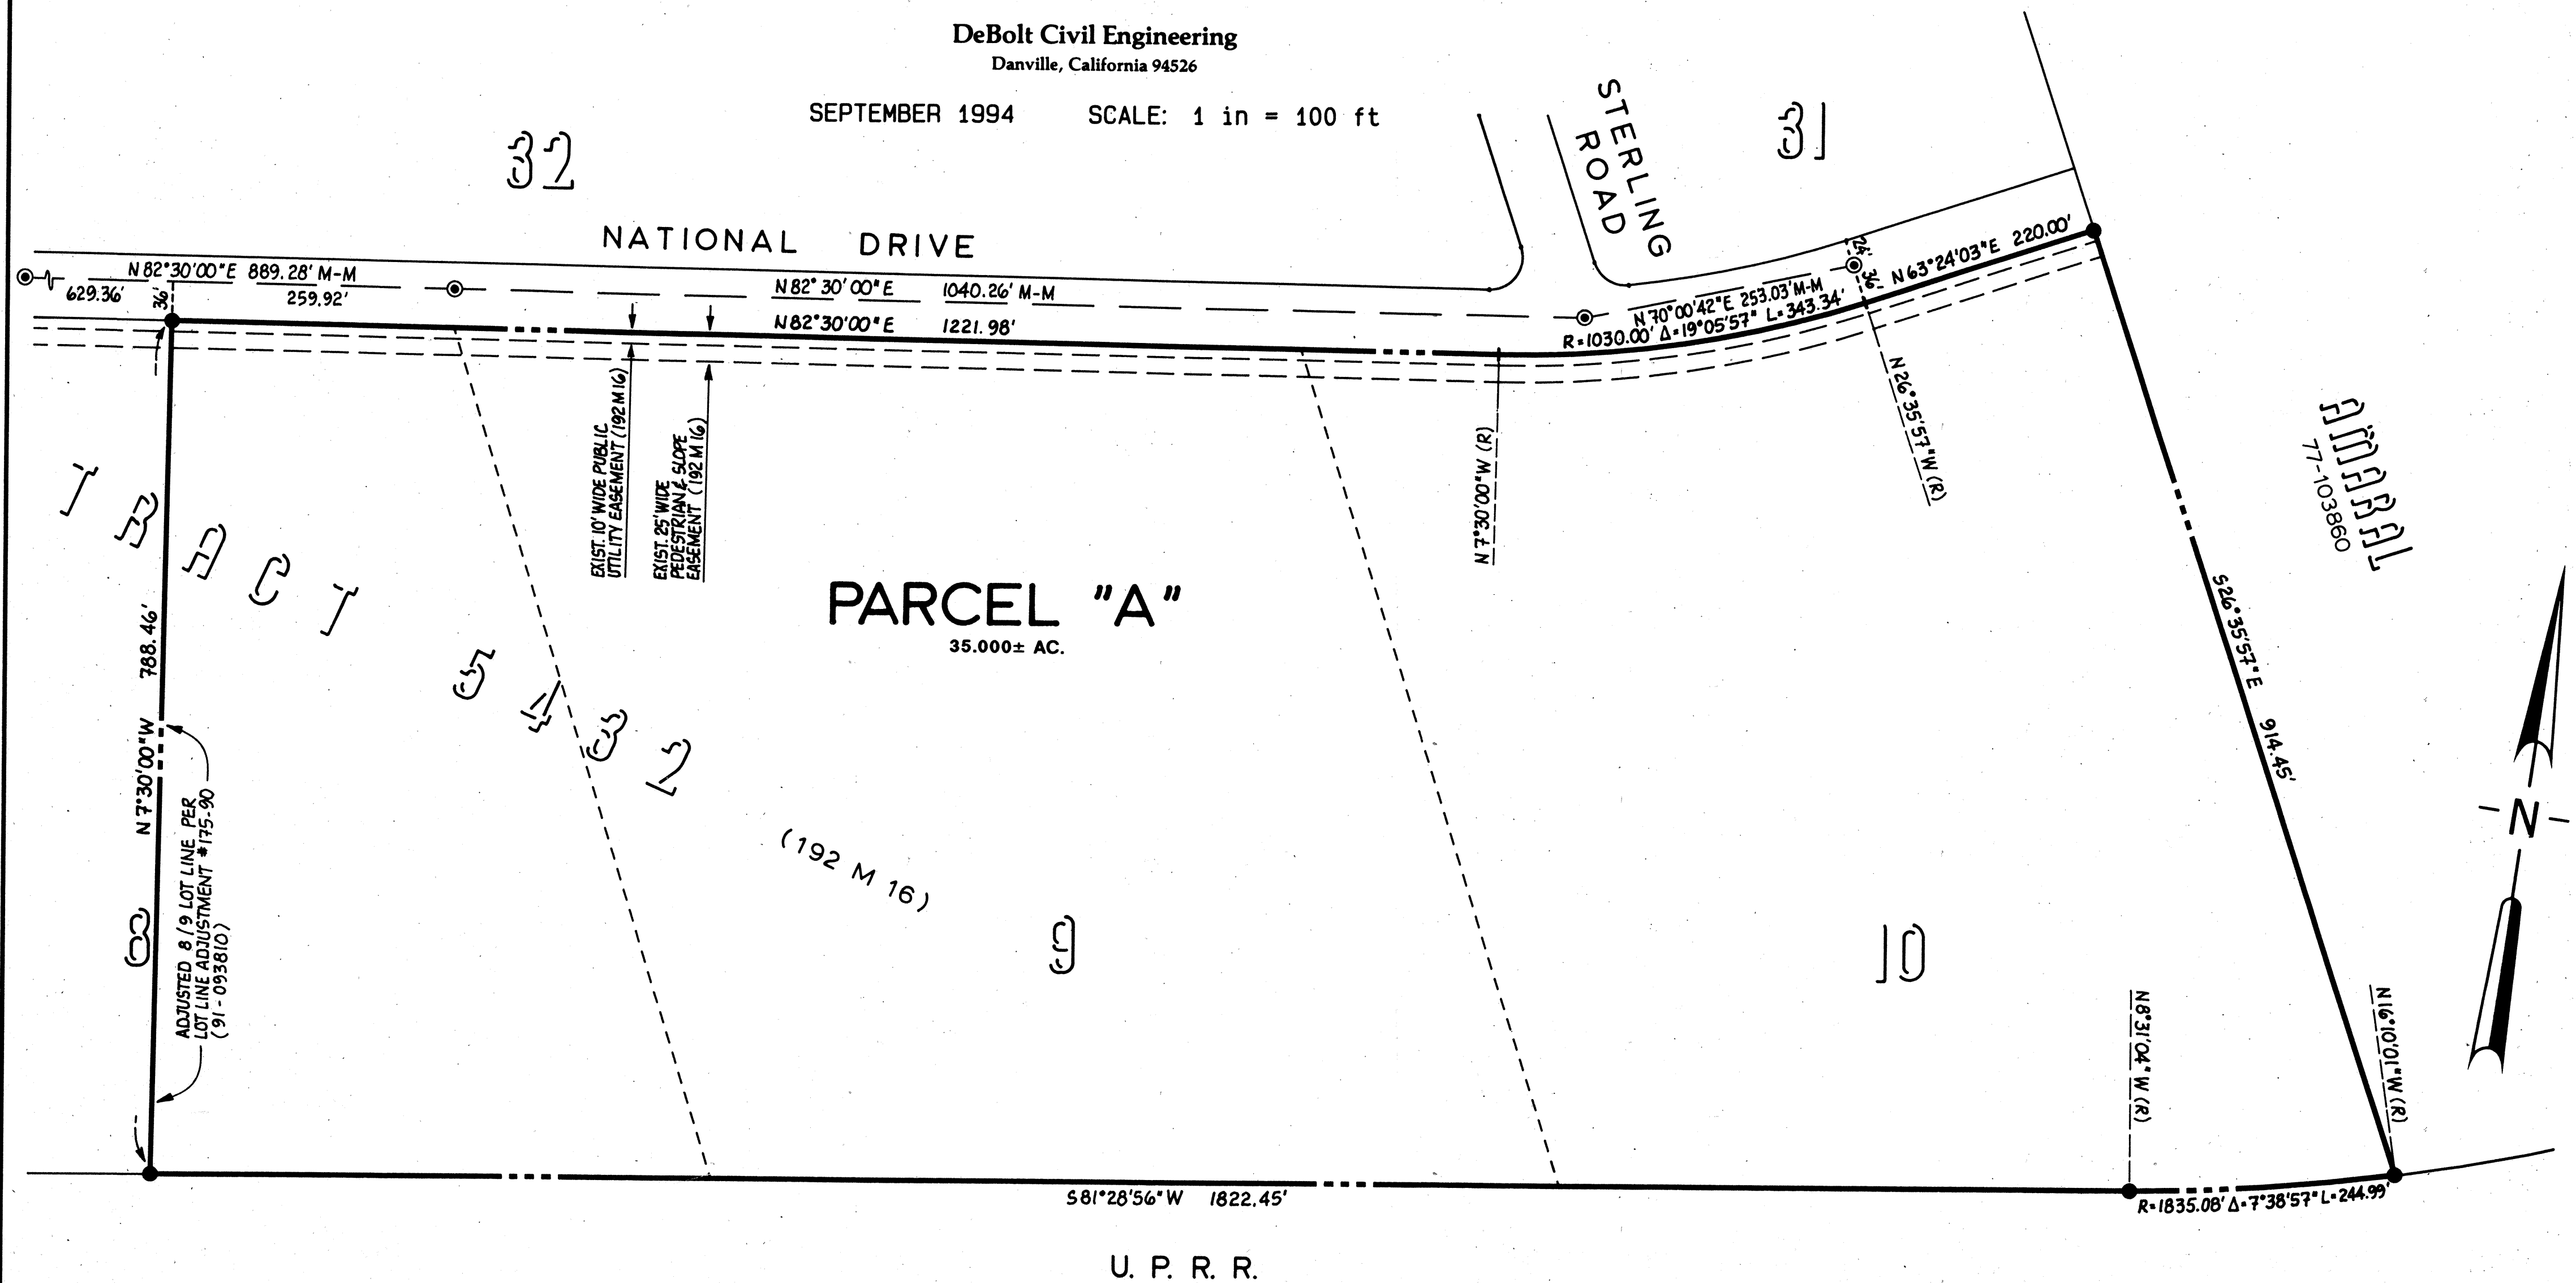 DeBolt Civil Engineering
Danville, California 94526
SEPTEMBER 1994 SCALE: 1 in = 100 ft
32
31
STERLING
ROAD
NATIONAL DRIVE
N 82°30'00"E 889.28' M-M
629.36'
36'
259.92'
N 82°30'00"E 1040.26' M-M
N 82°30'00"E 1221.98'
N 70°00'42"E 253.03' M-M
R=1030.00' Δ=19°05'57" L=343.34'
24'
36'
N 63°24'03"E 220.00'
N 26°35'57"W (R)
N 7°30'00"W (R)
EXIST. 10' WIDE PUBLIC
UTILITY EASEMENT (192 M 16)
EXIST. 25' WIDE
PEDESTRIAN & SLOPE
EASEMENT (192 M 16)
AMARAL
77-103860
TRACT 5432
(192 M 16)
PARCEL "A"
35.000± AC.
N 7°30'00"W 788.46'
S26°35'57"E 914.45'
8
ADJUSTED 8/9 LOT LINE PER
LOT LINE ADJUSTMENT #175-90
(91-093810)
9
10
N
N8°31'04"W (R)
N16°10'01"W (R)
S81°28'56"W 1822.45'
R=1835.08' Δ=7°38'57" L=244.99'
U. P. R. R.